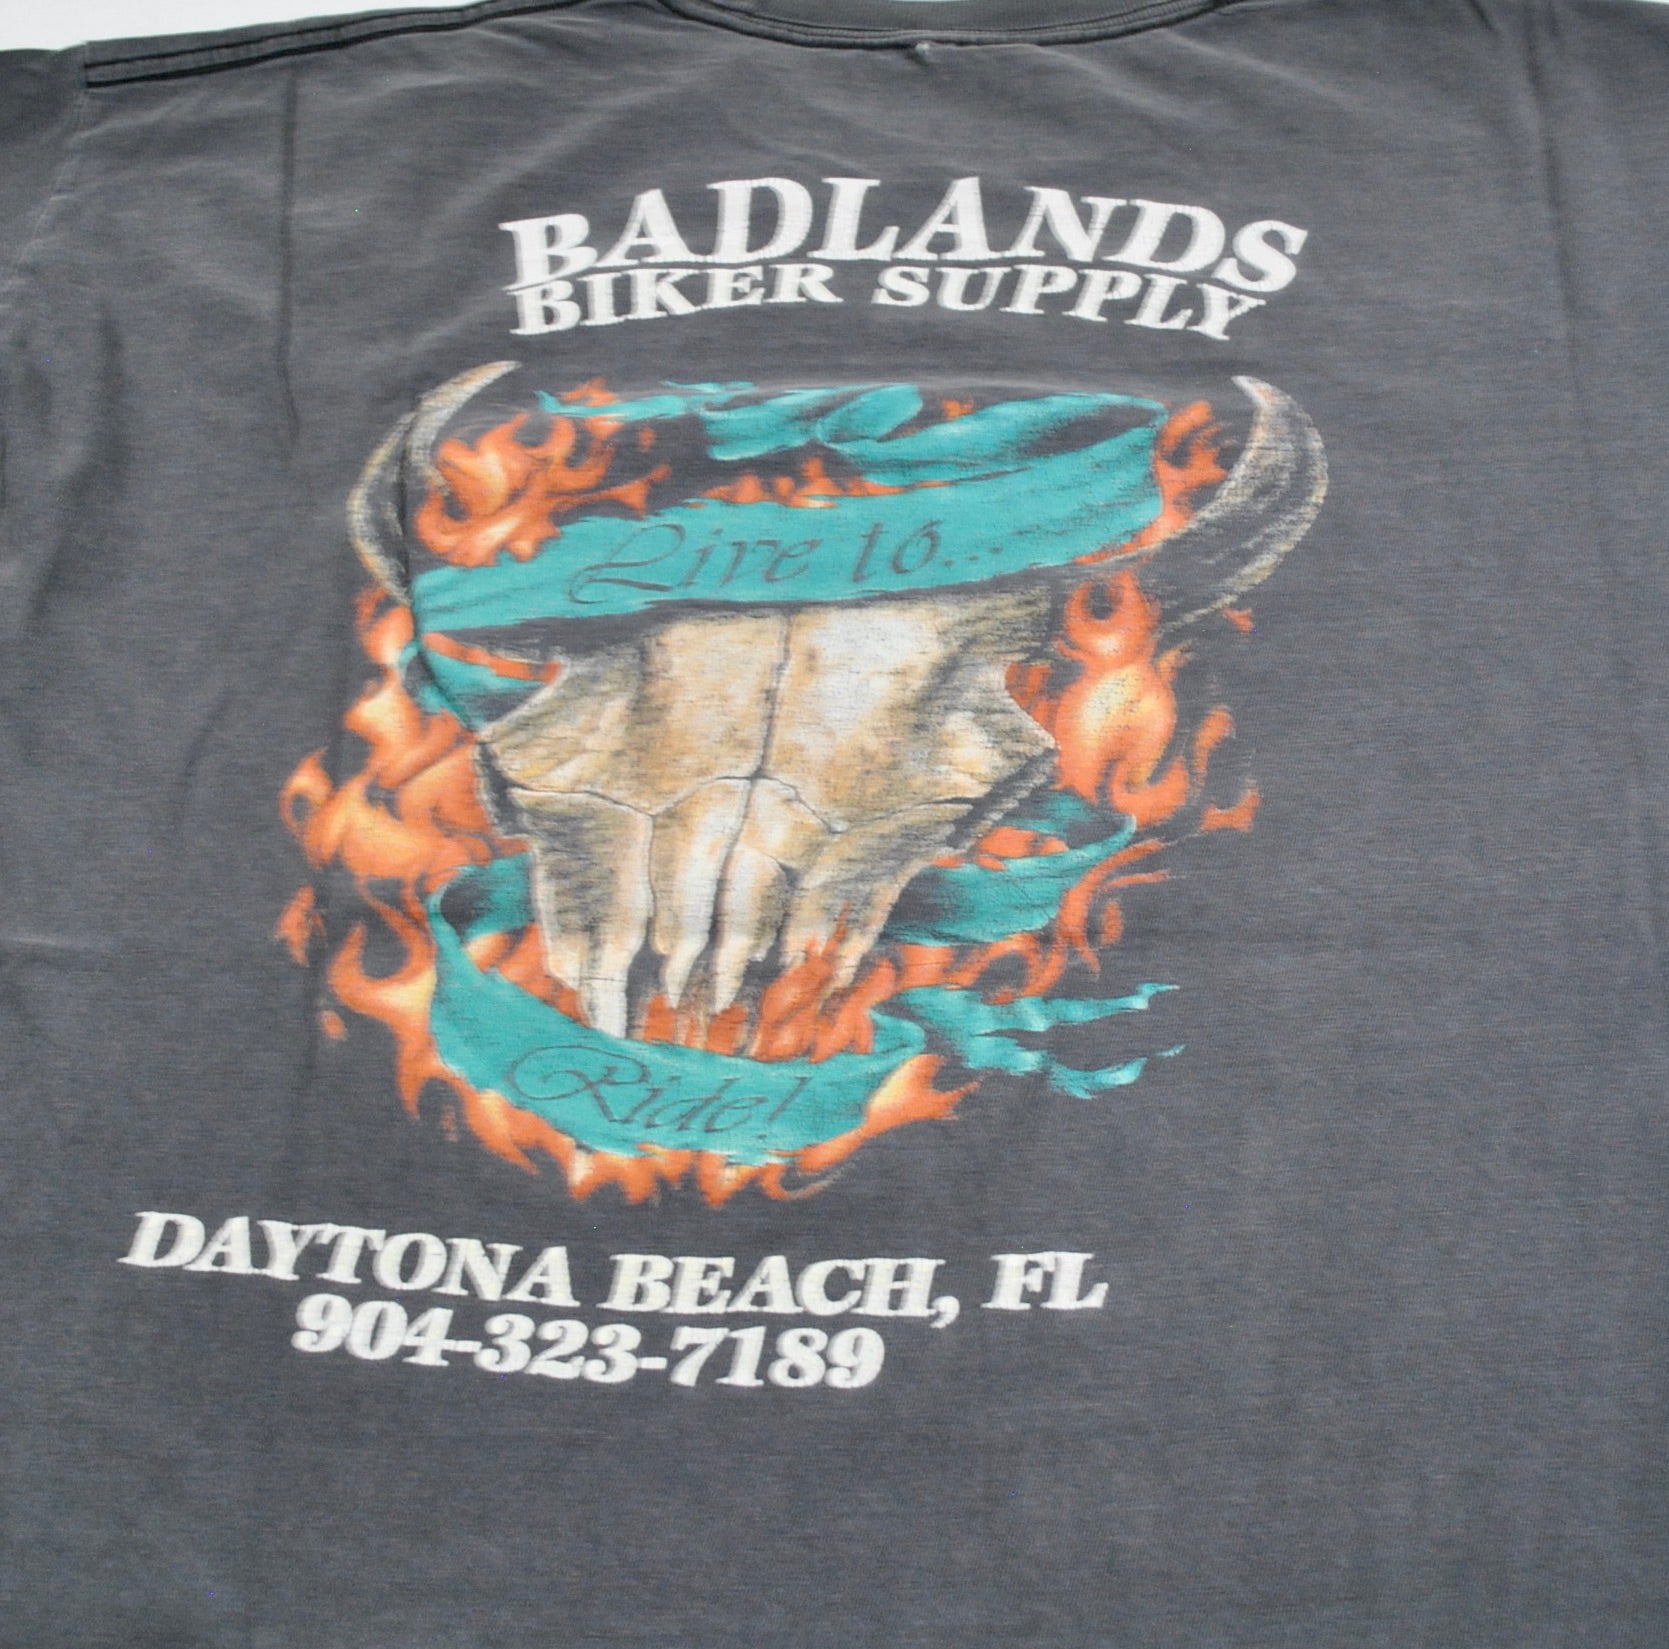 BADLANDS
BIKER SUPPLY
Live to...
Ride!
DAYTONA BEACH, FL
904-323-7189